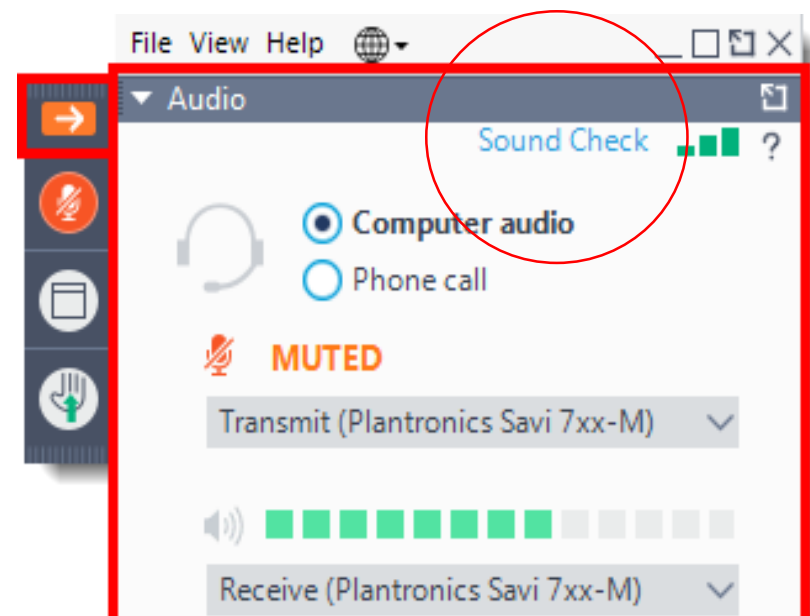 File View Help
Audio
Sound Check ?
Computer audio
Phone call
MUTED
Transmit (Plantronics Savi 7xx-M)
Receive (Plantronics Savi 7xx-M)